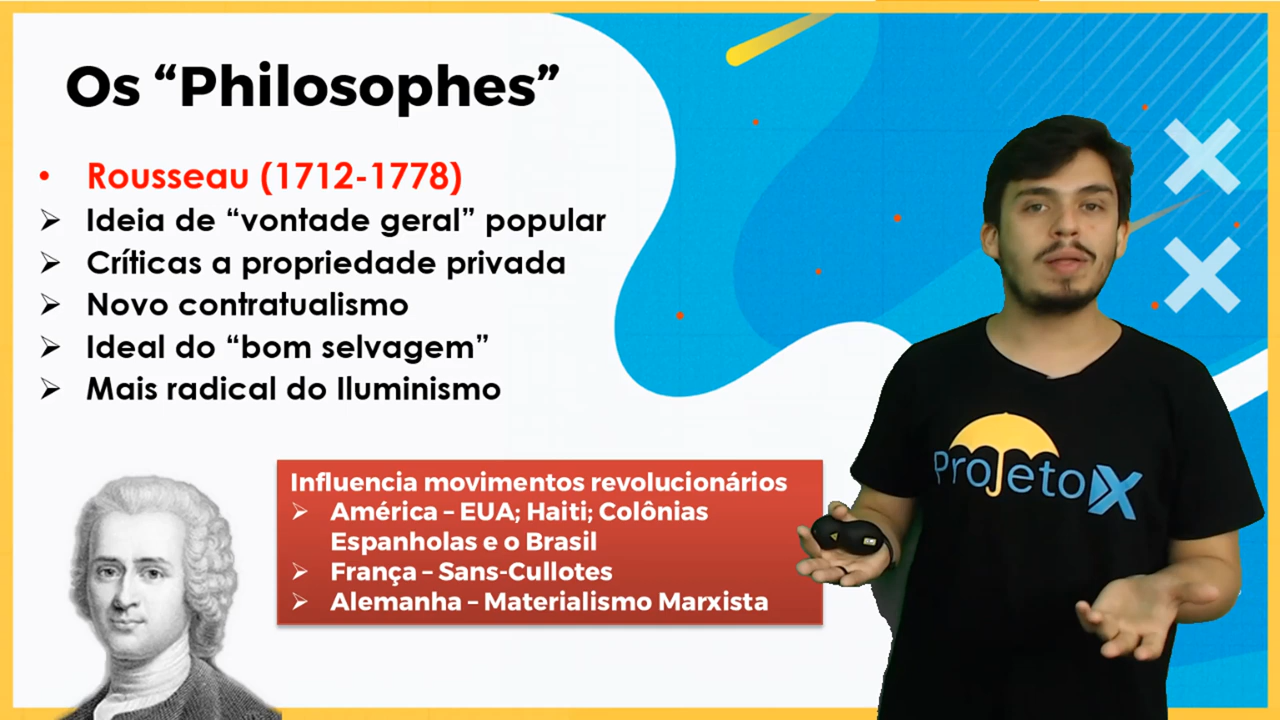 Os “Philosophes”
• Rousseau (1712-1778)
➢ Ideia de “vontade geral” popular
➢ Críticas a propriedade privada
➢ Novo contratualismo
➢ Ideal do “bom selvagem”
➢ Mais radical do Iluminismo
Influencia movimentos revolucionários
➢ América – EUA; Haiti; Colônias
Espanholas e o Brasil
➢ França – Sans-Cullotes
➢ Alemanha – Materialismo Marxista
ProJeto X